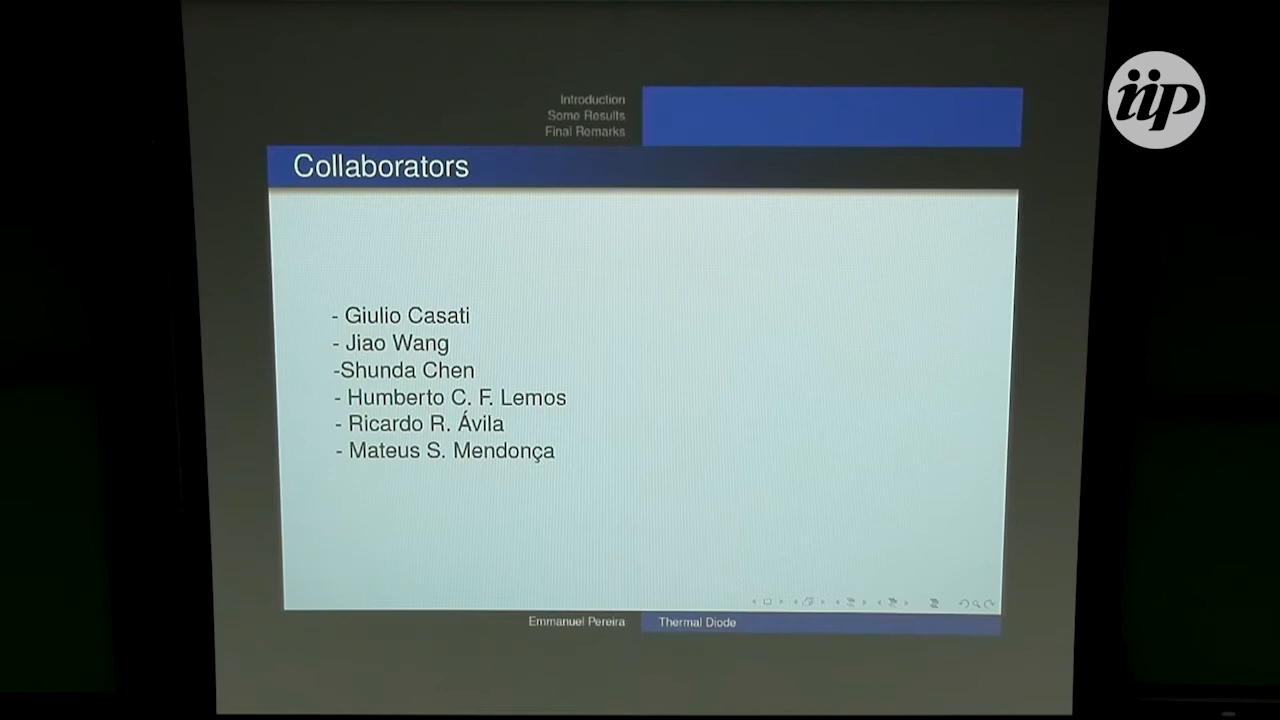 iip
Introduction
Some Results
Final Remarks
Collaborators
- Giulio Casati
- Jiao Wang
-Shunda Chen
- Humberto C. F. Lemos
- Ricardo R. Ávila
- Mateus S. Mendonça
Emmanuel Pereira
Thermal Diode